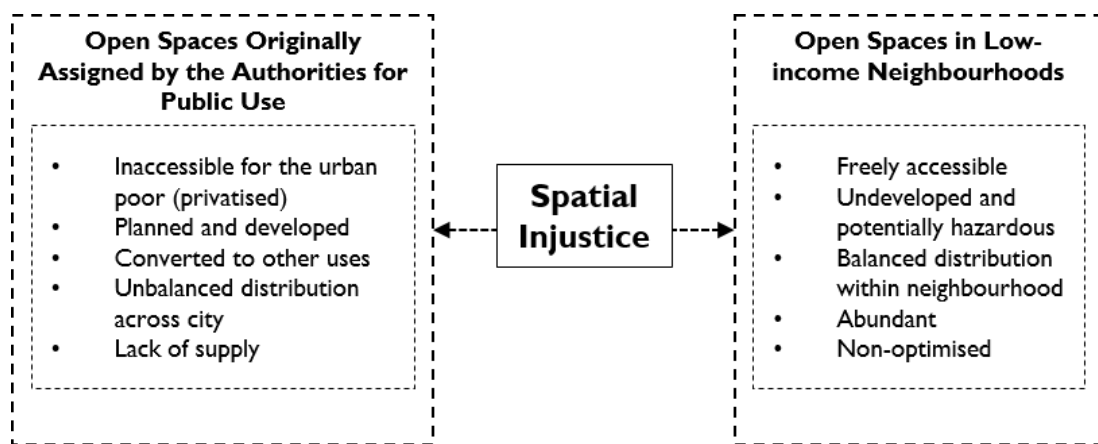 Open Spaces Originally
Assigned by the Authorities for
Public Use
• Inaccessible for the urban
poor (privatised)
• Planned and developed
• Converted to other uses
• Unbalanced distribution
across city
• Lack of supply
Spatial
Injustice
Open Spaces in Low-
income Neighbourhoods
• Freely accessible
• Undeveloped and
potentially hazardous
• Balanced distribution
within neighbourhood
• Abundant
• Non-optimised